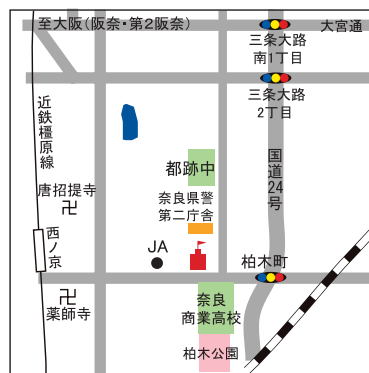 至大阪(阪奈・第2阪奈)
大宮通
三条大路
南1丁目
三条大路
2丁目
近鉄橿原線
国道24号
都跡中
唐招提寺
奈良県警
第二庁舎
西ノ京
JA
柏木町
薬師寺
奈良
商業高校
柏木公園